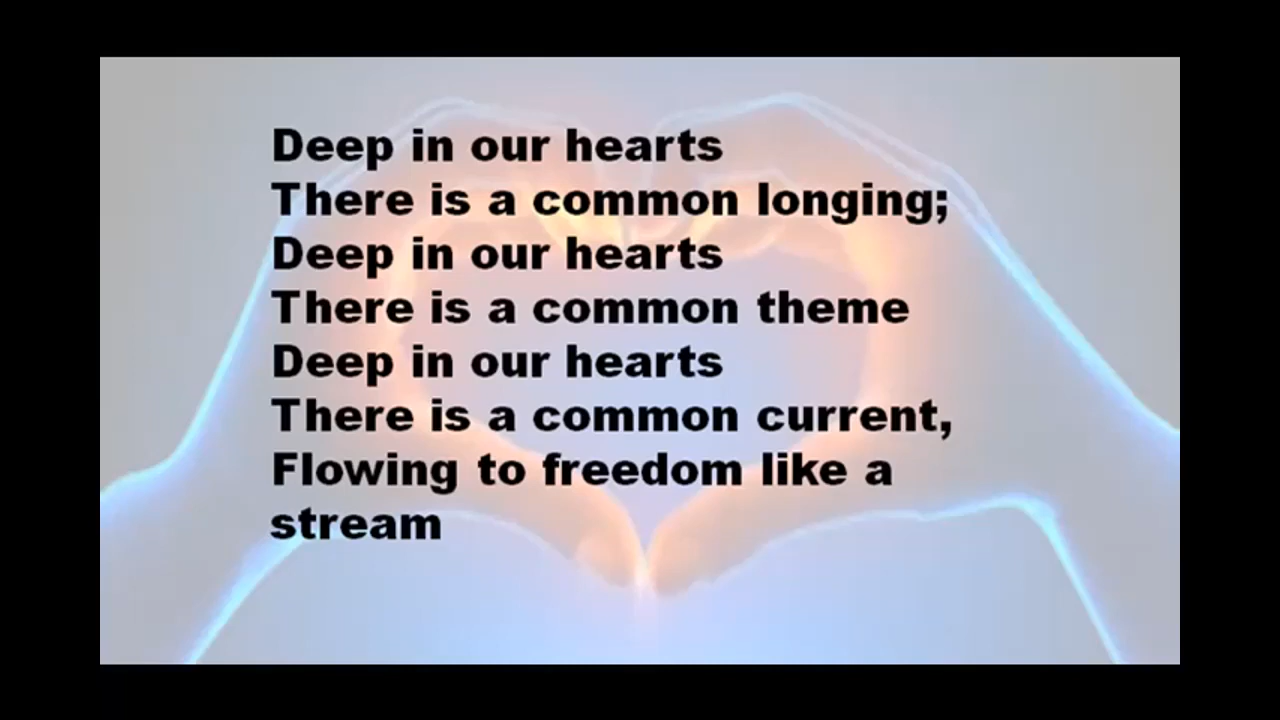 Deep in our hearts
There is a common longing;
Deep in our hearts
There is a common theme
Deep in our hearts
There is a common current,
Flowing to freedom like a
stream